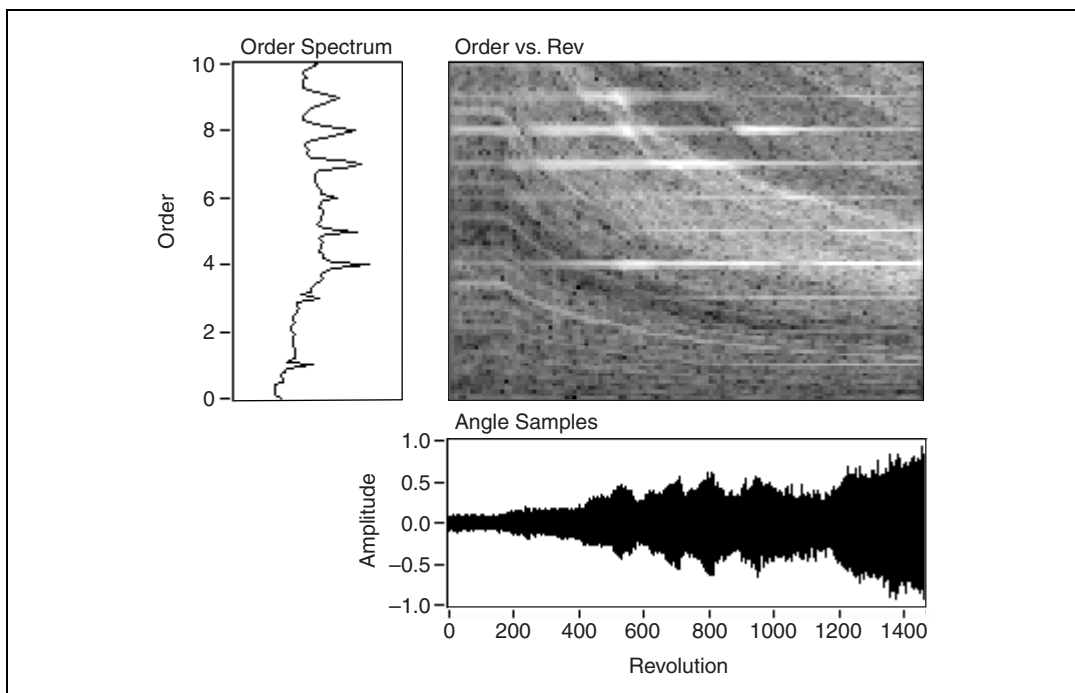 Order Spectrum
Order vs. Rev
10
8
6
4
2
0
Order
Angle Samples
1.0
0.5
0.0
–0.5
–1.0
Amplitude
0 200 400 600 800 1000 1200 1400
Revolution